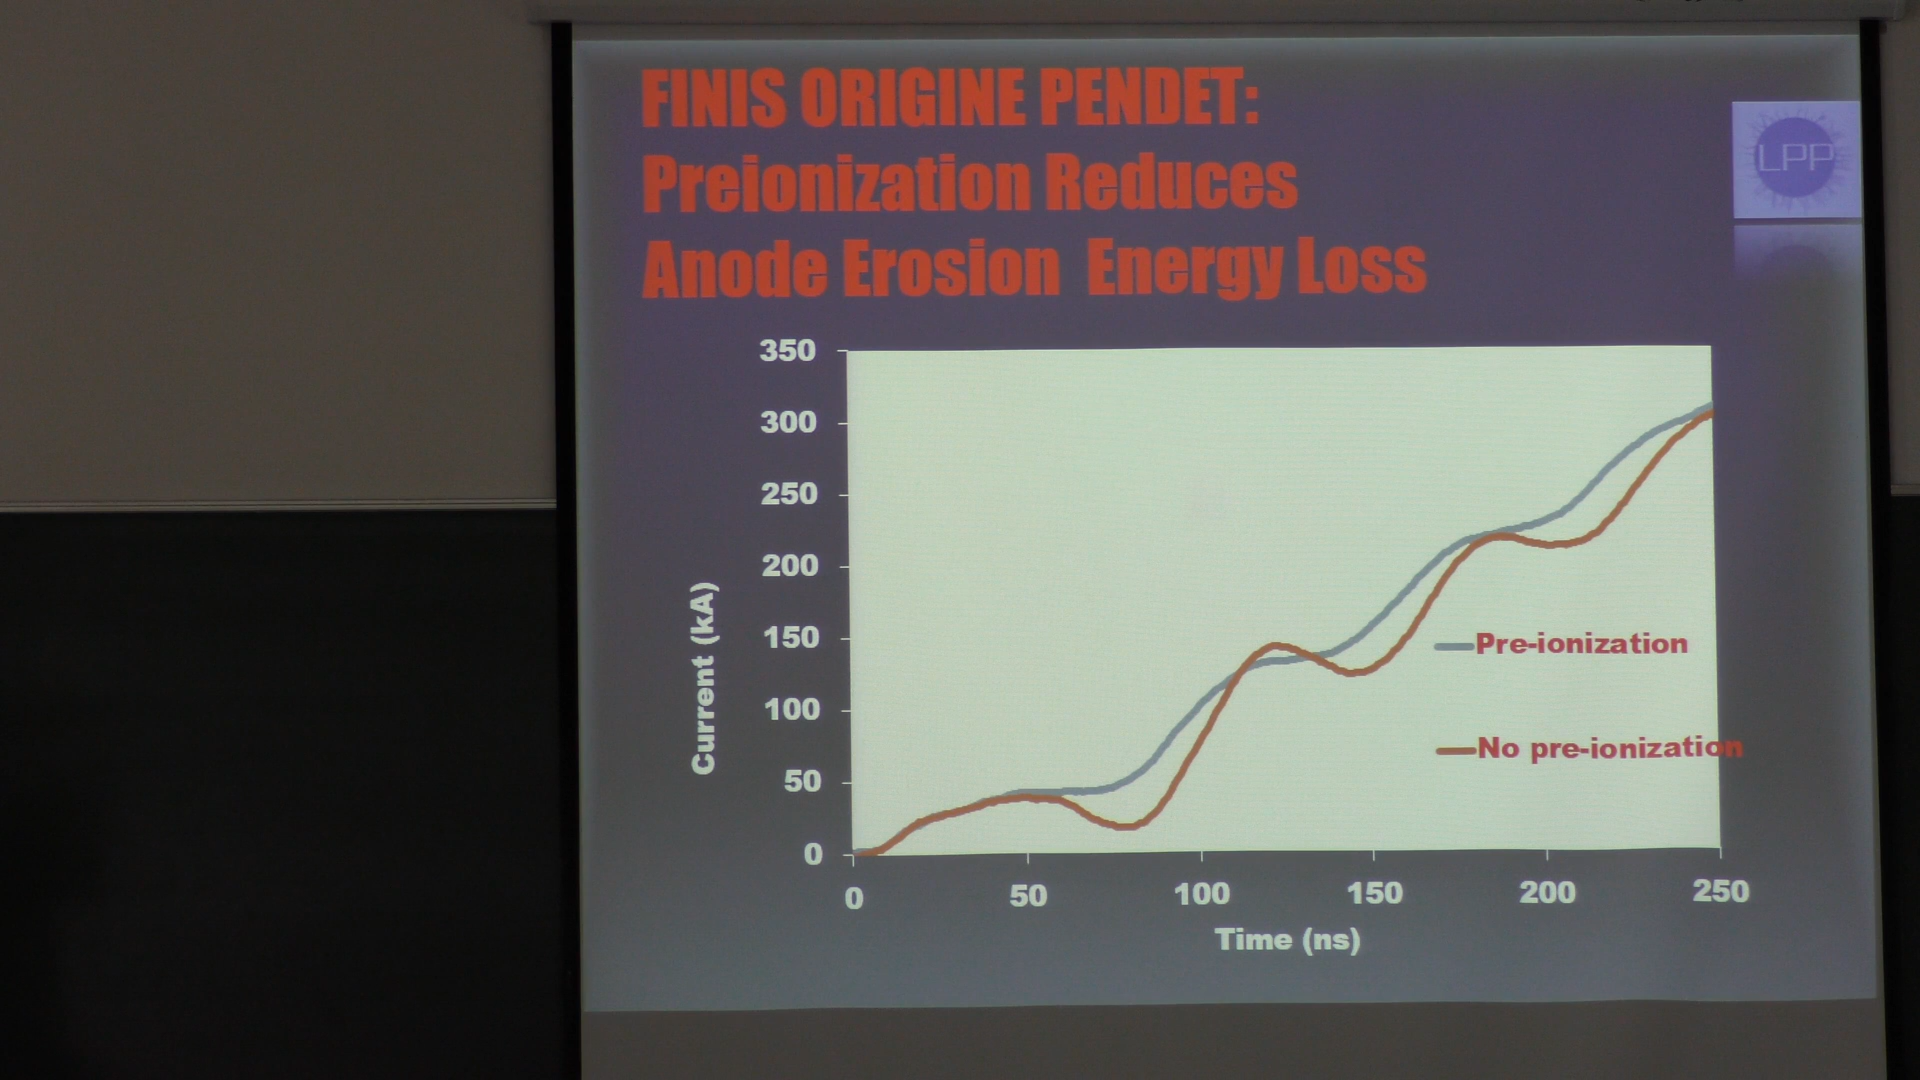 FINIS ORIGINE PENDET:
Preionization Reduces
Anode Erosion Energy Loss
LPP
350
300
250
200
150
100
50
0
Current (kA)
Pre-ionization
No pre-ionization
0 50 100 150 200 250
Time (ns)